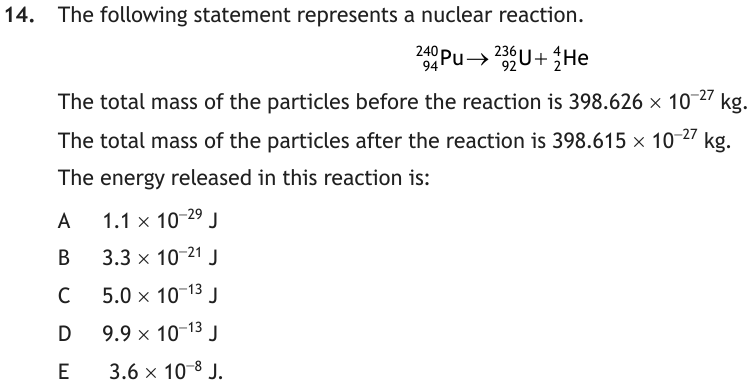 14. The following statement represents a nuclear reaction.
²⁴⁰₉₄Pu → ²³⁶₉₂U + ⁴₂He
The total mass of the particles before the reaction is 398.626 × 10⁻²⁷ kg.
The total mass of the particles after the reaction is 398.615 × 10⁻²⁷ kg.
The energy released in this reaction is:
A 1.1 × 10⁻²⁹ J
B 3.3 × 10⁻²¹ J
C 5.0 × 10⁻¹³ J
D 9.9 × 10⁻¹³ J
E 3.6 × 10⁻⁸ J.